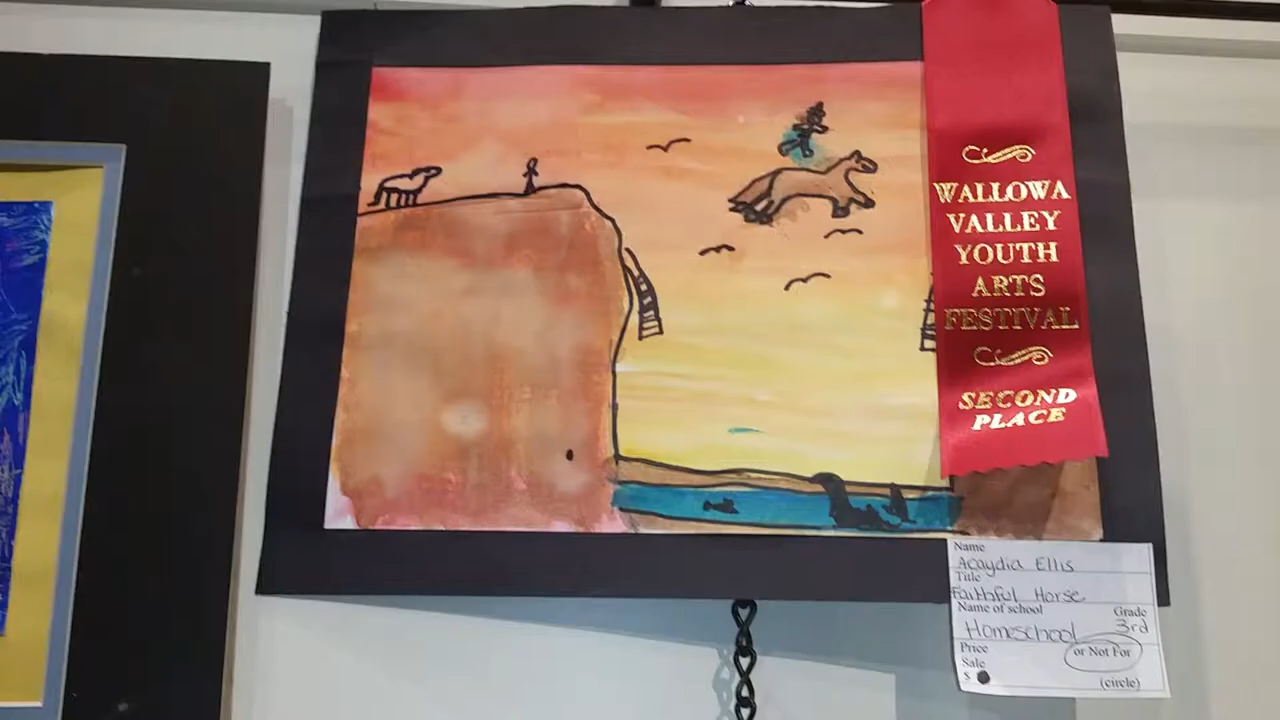 WALLOWA
VALLEY
YOUTH
ARTS
FESTIVAL
SECOND
PLACE
Name
Acaydia Ellis
Title
Faithful Horse
Name of school Grade
Homeschool 3rd
Price or Not For
Sale
$ (circle)